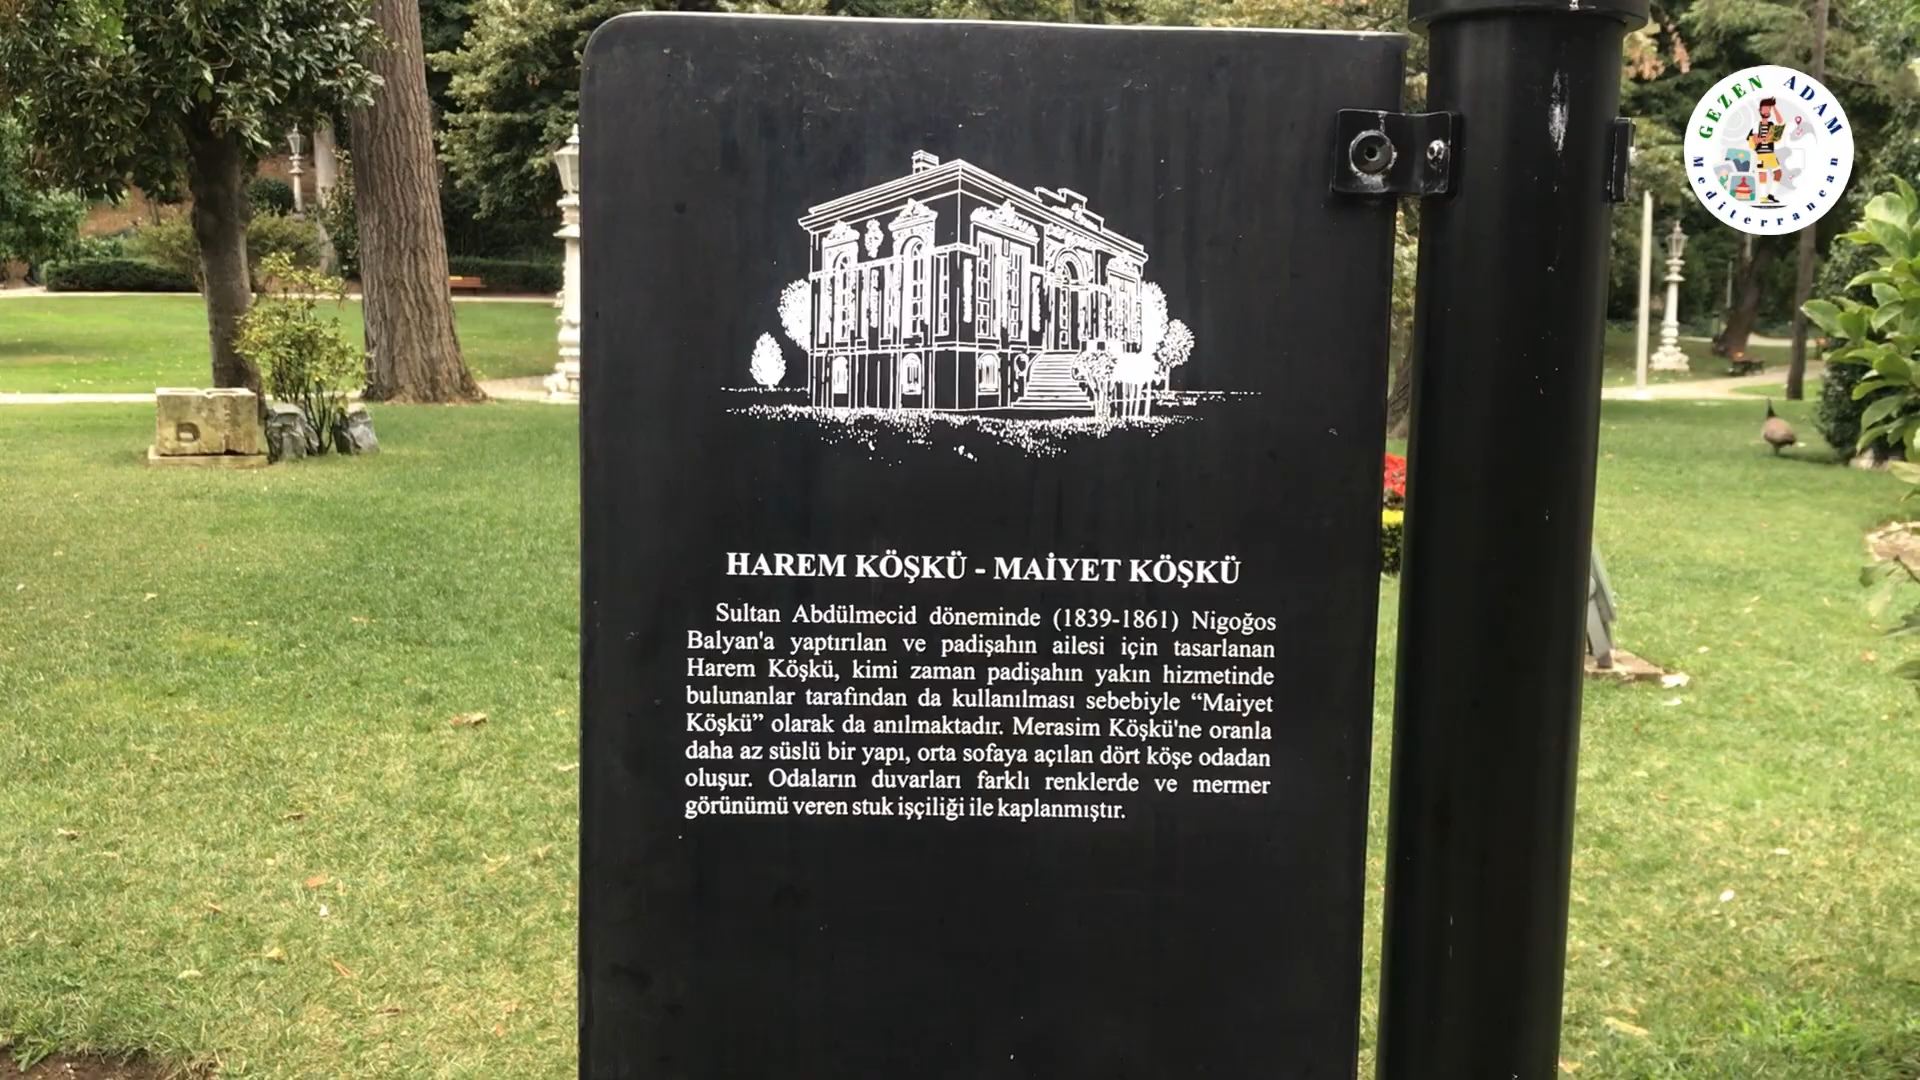 GEZEN ADAM
Mediterranean
HAREM KÖŞKÜ - MAİYET KÖŞKÜ
Sultan Abdülmecid döneminde (1839-1861) Nigoğos
Balyan'a yaptırılan ve padişahın ailesi için tasarlanan
Harem Köşkü, kimi zaman padişahın yakın hizmetinde
bulunanlar tarafından da kullanılması sebebiyle “Maiyet
Köşkü” olarak da anılmaktadır. Merasim Köşkü'ne oranla
daha az süslü bir yapı, orta sofaya açılan dört köşe odadan
oluşur. Odaların duvarları farklı renklerde ve mermer
görünümü veren stuk işçiliği ile kaplanmıştır.